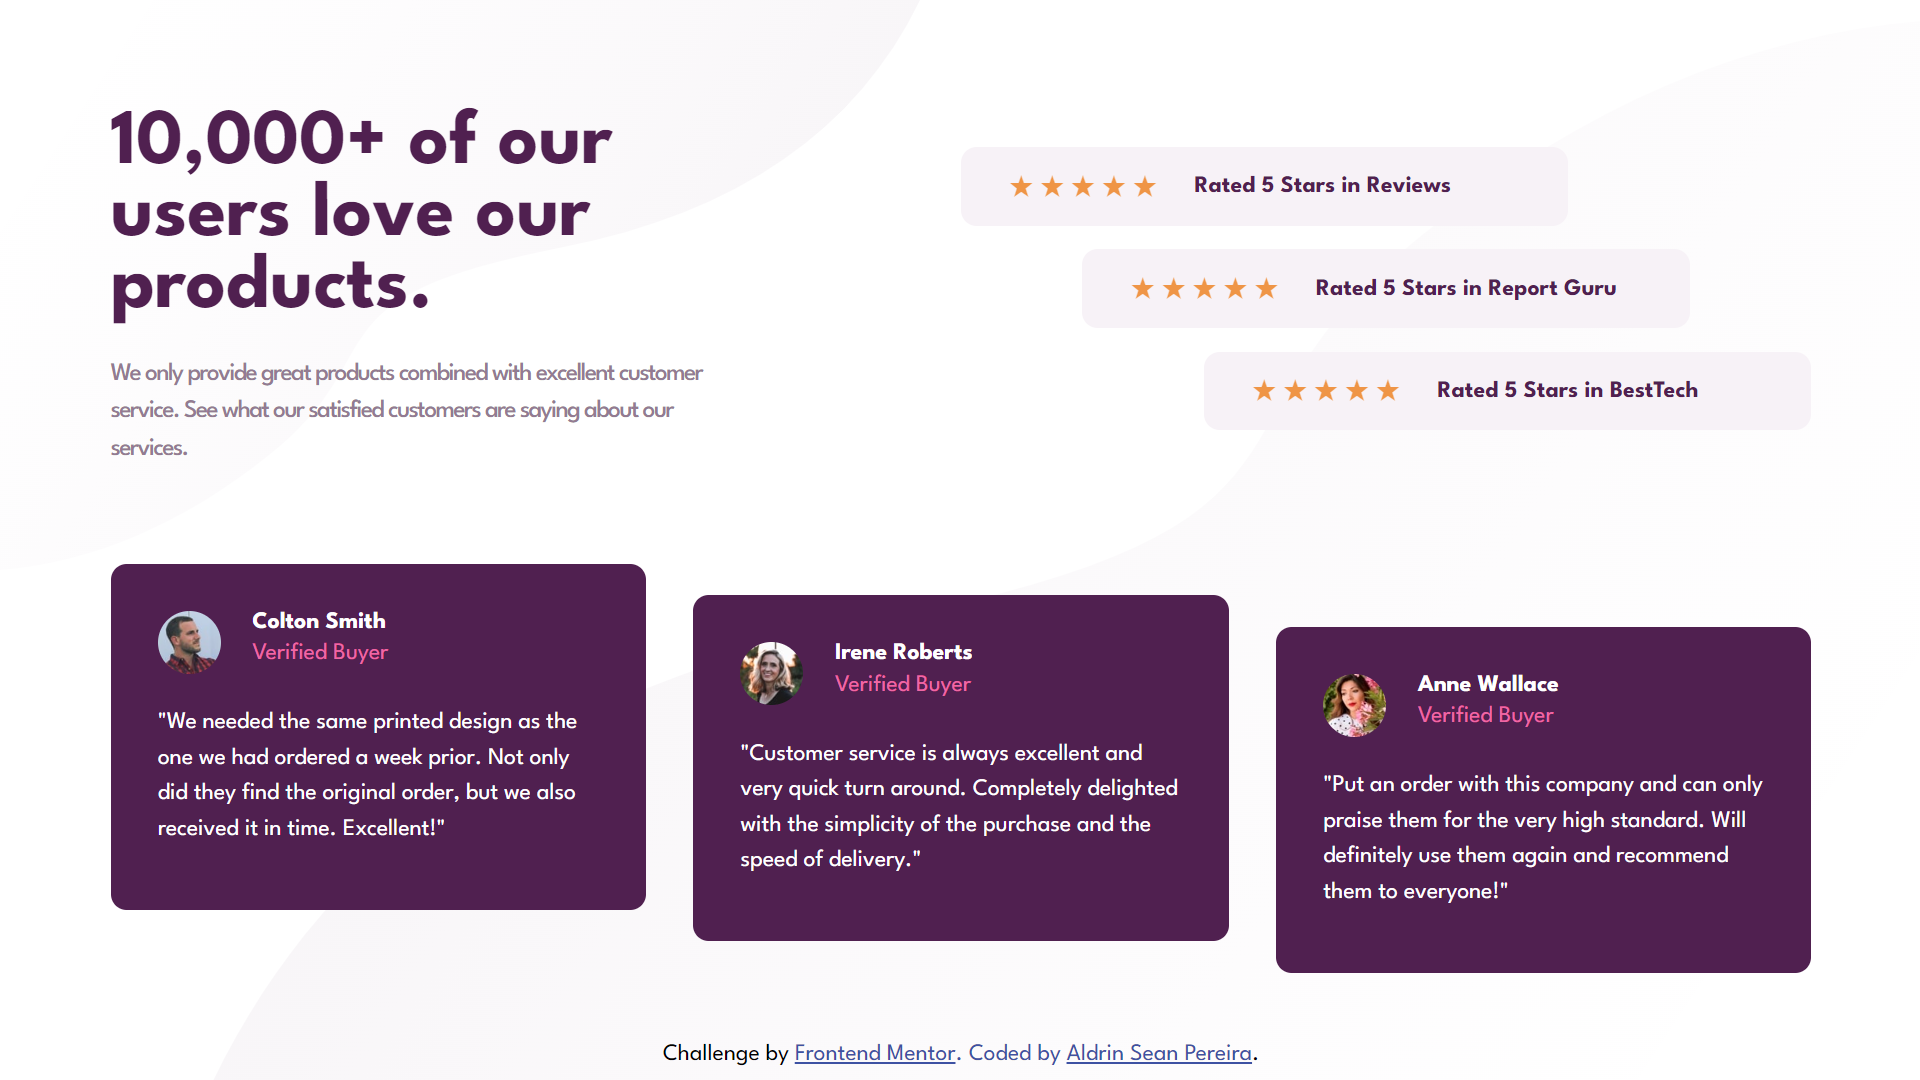 10,000+ of our
users love our
products.
We only provide great products combined with excellent customer
service. See what our satisfied customers are saying about our
services.
Rated 5 Stars in Reviews
Rated 5 Stars in Report Guru
Rated 5 Stars in BestTech
Colton Smith
Verified Buyer
"We needed the same printed design as the
one we had ordered a week prior. Not only
did they find the original order, but we also
received it in time. Excellent!"
Irene Roberts
Verified Buyer
"Customer service is always excellent and
very quick turn around. Completely delighted
with the simplicity of the purchase and the
speed of delivery."
Anne Wallace
Verified Buyer
"Put an order with this company and can only
praise them for the very high standard. Will
definitely use them again and recommend
them to everyone!"
Challenge by Frontend Mentor. Coded by Aldrin Sean Pereira.